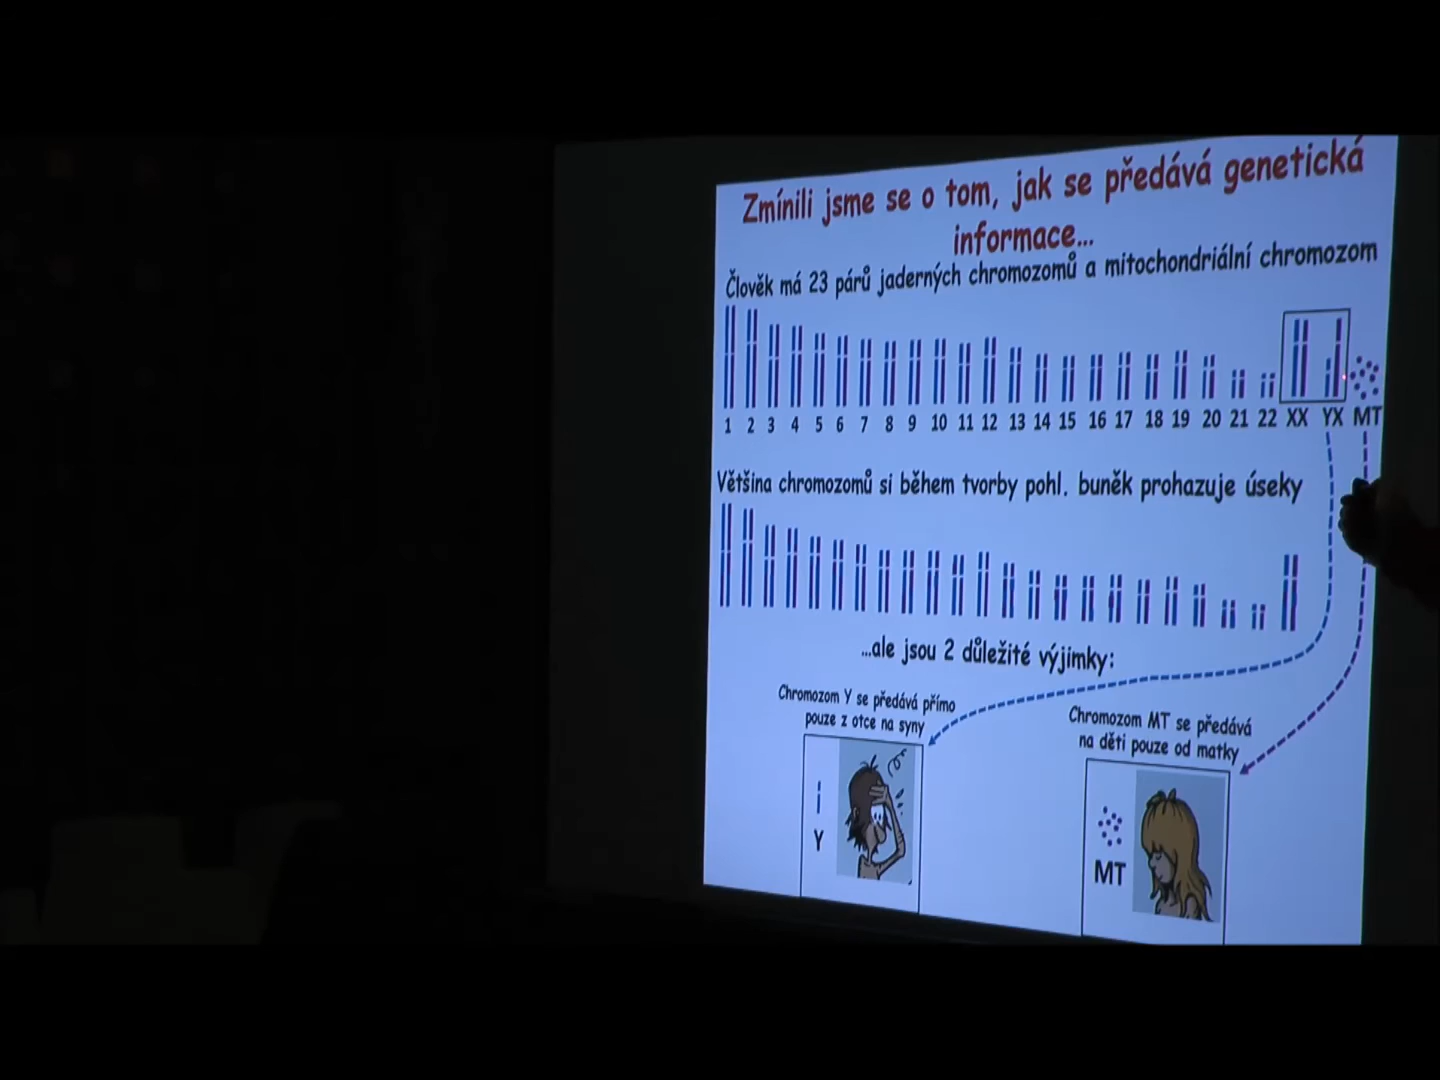 Zmínili jsme se o tom, jak se předává genetická
informace...
Člověk má 23 párů jaderných chromozomů a mitochondriální chromozom
1 2 3 4 5 6 7 8 9 10 11 12 13 14 15 16 17 18 19 20 21 22 XX YX MT
Většina chromozomů si během tvorby pohl. buněk prohazuje úseky
...ale jsou 2 důležité výjimky:
Chromozom Y se předává přímo
pouze z otce na syny
Y
Chromozom MT se předává
na děti pouze od matky
MT